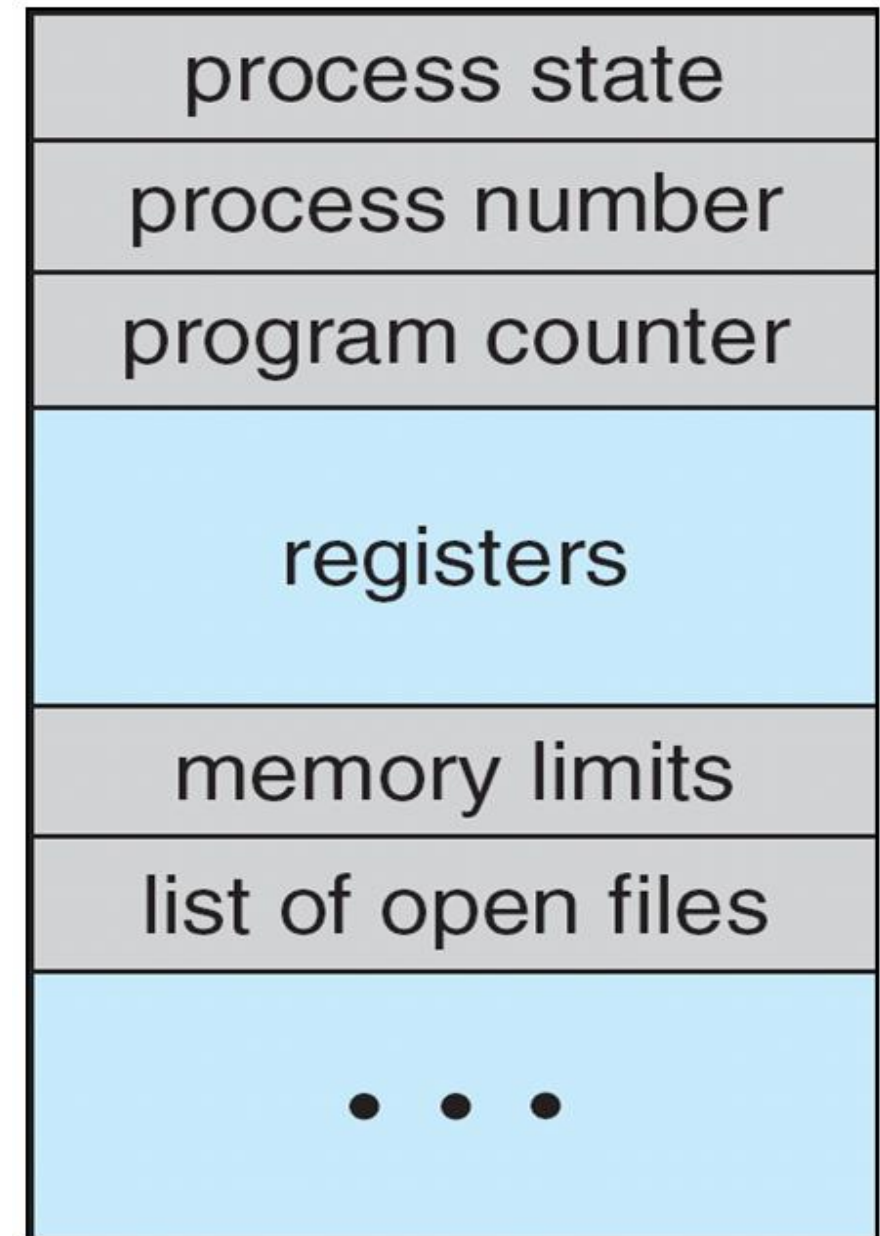 process state
process number
program counter
registers
memory limits
list of open files
• • •